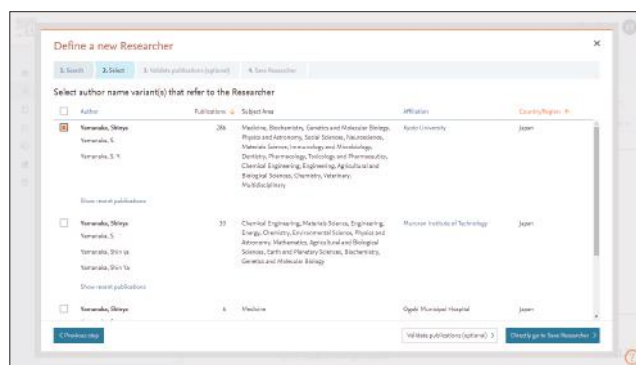 Define a new Researcher
1. Search 2. Select 3. Validate publications (optional) 4. Save Researcher
Select author name variant(s) that refer to the Researcher
Author Publications Subject Area Affiliation Country/Region
Yamanaka, Shinya 286 Medicine, Biochemistry, Genetics and Molecular Biology, Kyoto University Japan
Yamanaka, S. Physics and Astronomy, Social Sciences, Neuroscience,
Materials Science, Immunology and Microbiology,
Yamanaka, S. Y. Dentistry, Pharmacology, Toxicology and Pharmaceutics,
Chemical Engineering, Engineering, Agricultural and
Biological Sciences, Chemistry, Veterinary,
Multidisciplinary
Show recent publications
Yamanaka, Shinya 33 Chemical Engineering, Materials Science, Engineering, Muroran Institute of Technology Japan
Yamanaka, S. Energy, Chemistry, Environmental Science, Physics and
Astronomy, Mathematics, Agricultural and Biological
Yamanaka, Shin ya Sciences, Earth and Planetary Sciences, Biochemistry,
Genetics and Molecular Biology
Yamanaka, Shin Ya
Show recent publications
Yamanaka, Shinya 6 Medicine Ogaki Municipal Hospital Japan
< Previous step Validate publications (optional) > Directly go to Save Researcher >